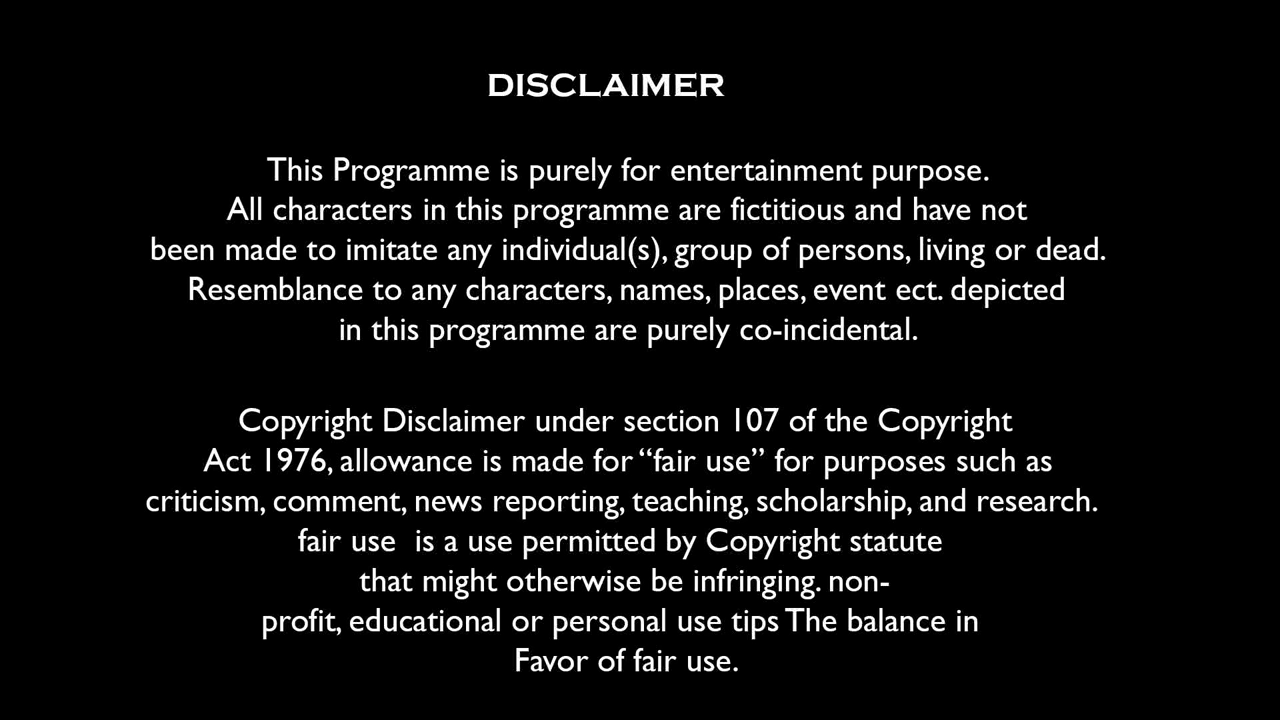 DISCLAIMER
This Programme is purely for entertainment purpose.
All characters in this programme are fictitious and have not
been made to imitate any individual(s), group of persons, living or dead.
Resemblance to any characters, names, places, event ect. depicted
in this programme are purely co-incidental.
Copyright Disclaimer under section 107 of the Copyright
Act 1976, allowance is made for “fair use” for purposes such as
criticism, comment, news reporting, teaching, scholarship, and research.
fair use  is a use permitted by Copyright statute
that might otherwise be infringing. non-
profit, educational or personal use tips The balance in
Favor of fair use.